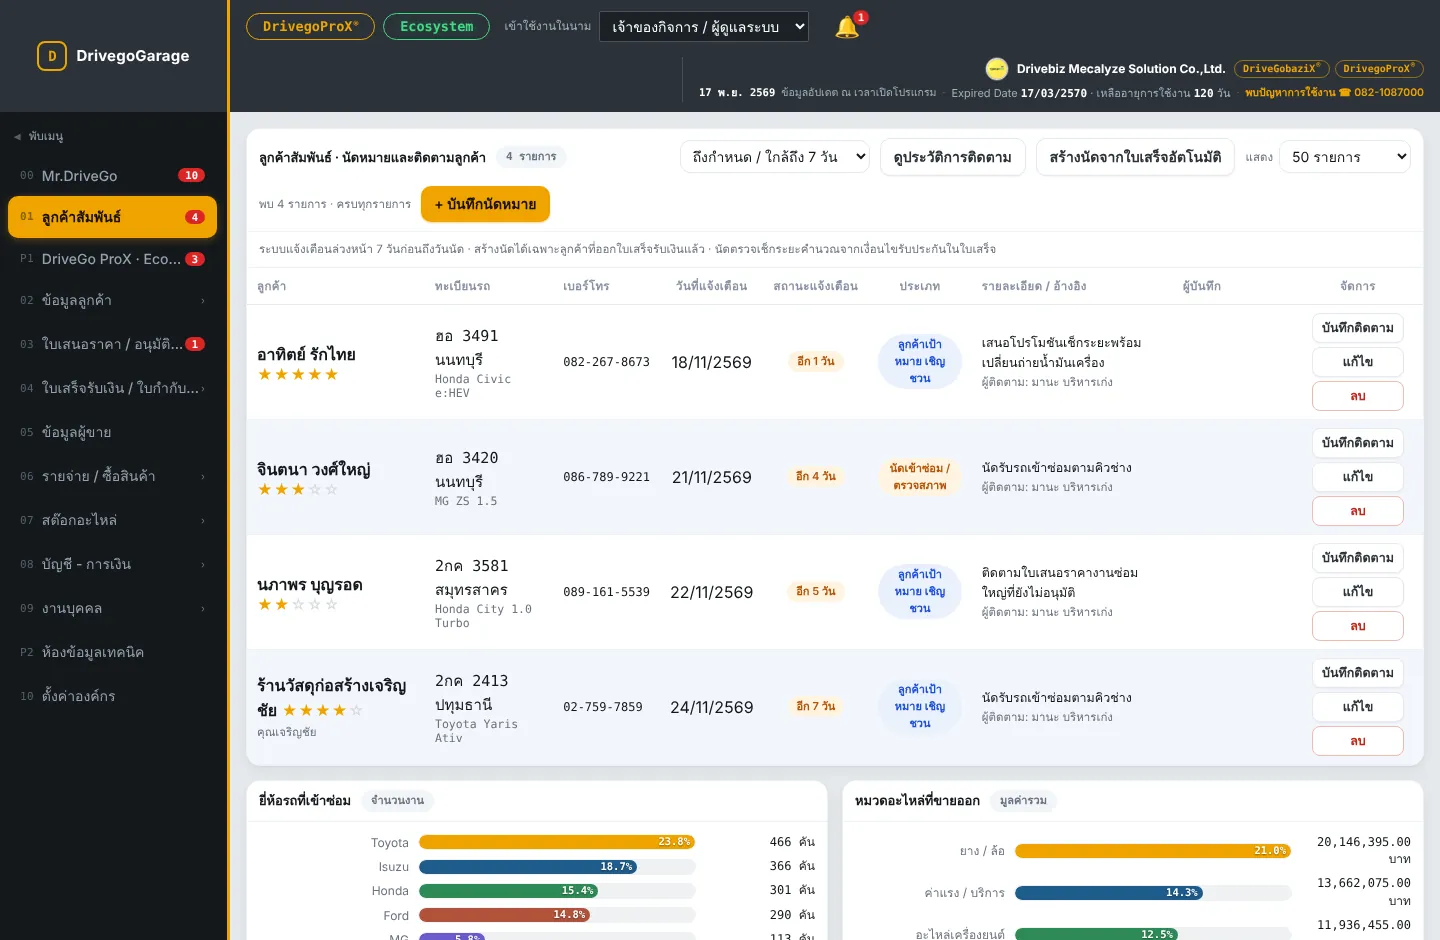 D DrivegoGarage
DrivegoProX® Ecosystem เข้าใช้งานในนาม เจ้าของกิจการ / ผู้ดูแลระบบ 1
Drivebiz Mecalyze Solution Co.,Ltd. DriveGobaziX® DrivegoProX®
17 พ.ย. 2569 ข้อมูลอัปเดต ณ เวลาเปิดโปรแกรม · Expired Date 17/03/2570 · เหลืออายุการใช้งาน 120 วัน · พบปัญหาการใช้งาน ☎ 082-1087000
◀ พับเมนู
00 Mr.DriveGo 10
01 ลูกค้าสัมพันธ์ 4
P1 DriveGo ProX · Eco... 3
02 ข้อมูลลูกค้า ›
03 ใบเสนอราคา / อนุมัติ... 1
04 ใบเสร็จรับเงิน / ใบกำกับ... ›
05 ข้อมูลผู้ขาย
06 รายจ่าย / ซื้อสินค้า ›
07 สต๊อกอะไหล่ ›
08 บัญชี - การเงิน ›
09 งานบุคคล ›
P2 ห้องข้อมูลเทคนิค
10 ตั้งค่าองค์กร
ลูกค้าสัมพันธ์ · นัดหมายและติดตามลูกค้า 4 รายการ ถึงกำหนด / ใกล้ถึง 7 วัน ดูประวัติการติดตาม สร้างนัดจากใบเสร็จอัตโนมัติ แสดง 50 รายการ
พบ 4 รายการ · ครบทุกรายการ + บันทึกนัดหมาย
ระบบแจ้งเตือนล่วงหน้า 7 วันก่อนถึงวันนัด · สร้างนัดได้เฉพาะลูกค้าที่ออกใบเสร็จรับเงินแล้ว · นัดตรวจเช็กระยะคำนวณจากเงื่อนไขรับประกันในใบเสร็จ
ลูกค้า ทะเบียนรถ เบอร์โทร วันที่แจ้งเตือน สถานะแจ้งเตือน ประเภท รายละเอียด / อ้างอิง ผู้บันทึก จัดการ
อาทิตย์ รักไทย
★★★★★
ฮอ 3491
นนทบุรี
Honda Civic
e:HEV
082-267-8673
18/11/2569
อีก 1 วัน
ลูกค้าเป้า
หมาย เชิญ
ชวน
เสนอโปรโมชันเช็กระยะพร้อม
เปลี่ยนถ่ายน้ำมันเครื่อง
ผู้ติดตาม: มานะ บริหารเก่ง
บันทึกติดตาม
แก้ไข
ลบ
จินตนา วงศ์ใหญ่
★★★☆☆
ฮอ 3420
นนทบุรี
MG ZS 1.5
086-789-9221
21/11/2569
อีก 4 วัน
นัดเข้าซ่อม /
ตรวจสภาพ
นัดรับรถเข้าซ่อมตามคิวช่าง
ผู้ติดตาม: มานะ บริหารเก่ง
บันทึกติดตาม
แก้ไข
ลบ
นภาพร บุญรอด
★★☆☆☆
2กค 3581
สมุทรสาคร
Honda City 1.0
Turbo
089-161-5539
22/11/2569
อีก 5 วัน
ลูกค้าเป้า
หมาย เชิญ
ชวน
ติดตามใบเสนอราคางานซ่อม
ใหญ่ที่ยังไม่อนุมัติ
ผู้ติดตาม: มานะ บริหารเก่ง
บันทึกติดตาม
แก้ไข
ลบ
ร้านวัสดุก่อสร้างเจริญ
ชัย ★★★★☆
คุณเจริญชัย
2กค 2413
ปทุมธานี
Toyota Yaris
Ativ
02-759-7859
24/11/2569
อีก 7 วัน
ลูกค้าเป้า
หมาย เชิญ
ชวน
นัดรับรถเข้าซ่อมตามคิวช่าง
ผู้ติดตาม: มานะ บริหารเก่ง
บันทึกติดตาม
แก้ไข
ลบ
ยี่ห้อรถที่เข้าซ่อม จำนวนงาน
Toyota 23.8% 466 คัน
Isuzu 18.7% 366 คัน
Honda 15.4% 301 คัน
Ford 14.8% 290 คัน
MG 5.8% 113 คัน
หมวดอะไหล่ที่ขายออก มูลค่ารวม
ยาง / ล้อ 21.0% 20,146,395.00
บาท
ค่าแรง / บริการ 14.3% 13,662,075.00
บาท
อะไหล่เครื่องยนต์ 12.5% 11,936,455.00